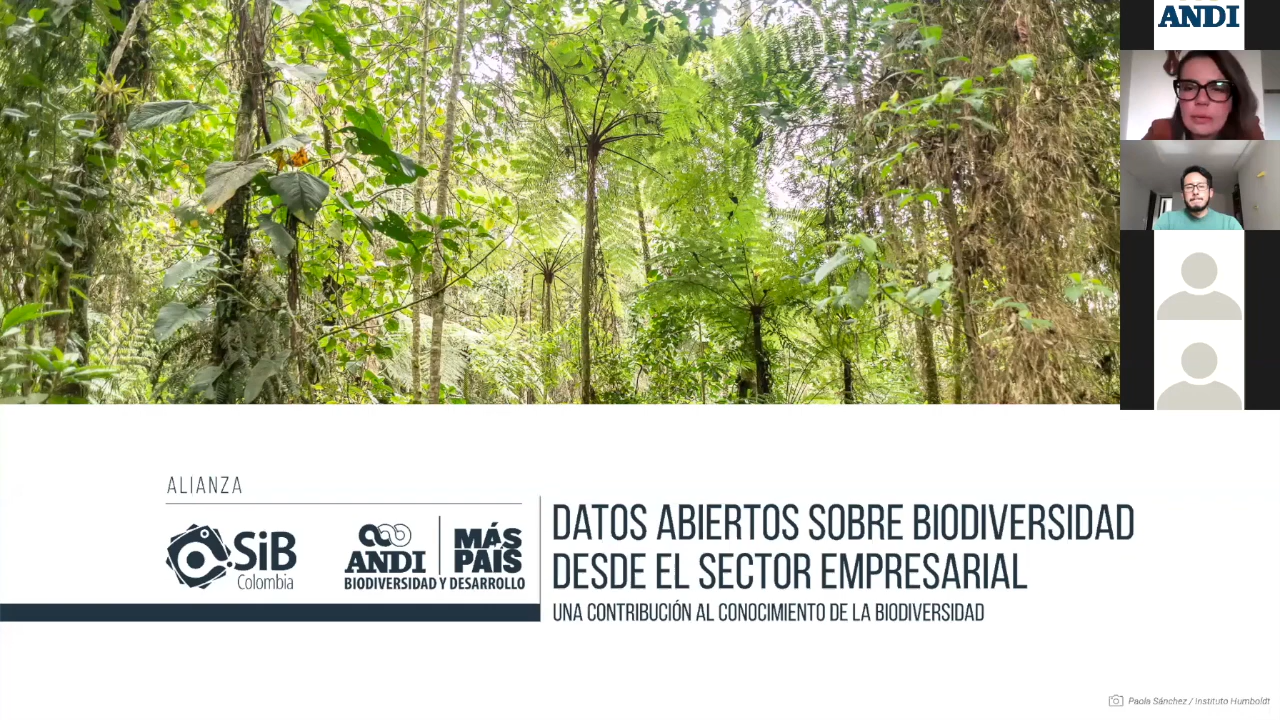 ANDI
ALIANZA
SiB
Colombia
ANDI
MÁS
PAÍS
BIODIVERSIDAD Y DESARROLLO
DATOS ABIERTOS SOBRE BIODIVERSIDAD
DESDE EL SECTOR EMPRESARIAL
UNA CONTRIBUCIÓN AL CONOCIMIENTO DE LA BIODIVERSIDAD
Paola Sánchez / Instituto Humboldt